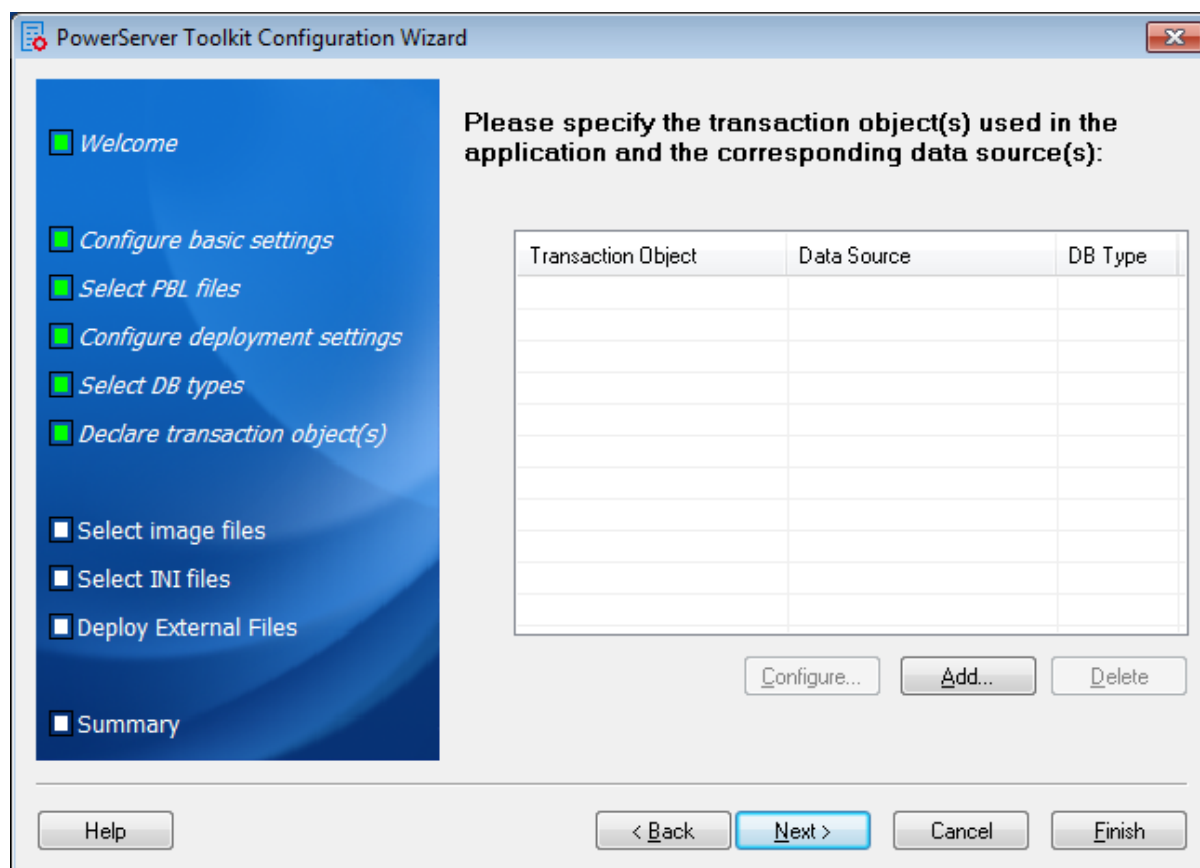 PowerServer Toolkit Configuration Wizard
Welcome
Configure basic settings
Select PBL files
Configure deployment settings
Select DB types
Declare transaction object(s)
Select image files
Select INI files
Deploy External Files
Summary
Please specify the transaction object(s) used in the
application and the corresponding data source(s):
Transaction Object Data Source DB Type
Configure... Add... Delete
Help < Back Next > Cancel Finish